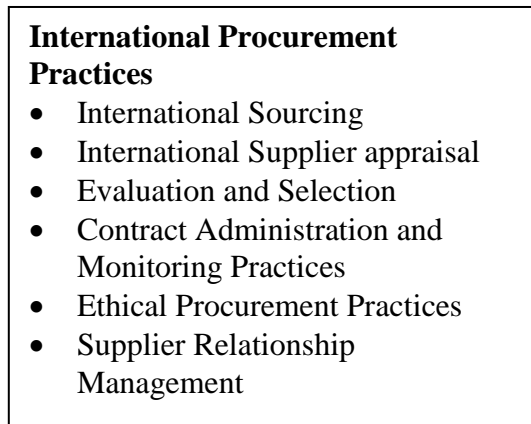 International Procurement
Practices
• International Sourcing
• International Supplier appraisal
• Evaluation and Selection
• Contract Administration and
Monitoring Practices
• Ethical Procurement Practices
• Supplier Relationship
Management